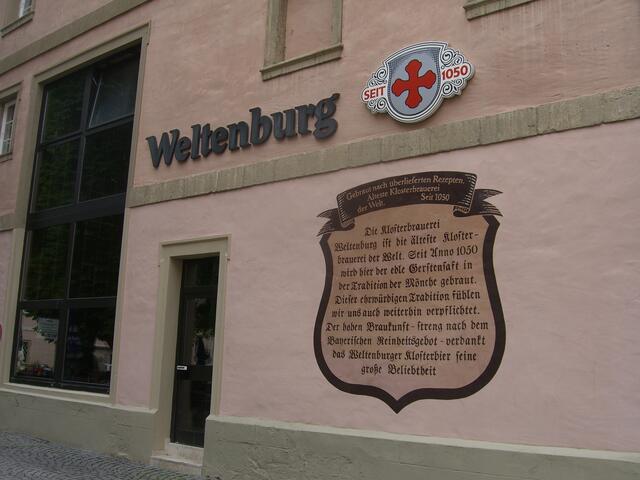 SEIT 1050
Weltenburg
Gebraut nach überlieferten Rezepten.
Älteste Klosterbrauerei
der Welt. Seit 1050
Die Klosterbrauerei
Weltenburg ist die älteste Kloster-
brauerei der Welt. Seit Anno 1050
wird hier der edle Gerstensaft in
der Tradition der Mönche gebraut.
Dieser ehrwürdigen Tradition fühlen
wir uns auch weiterhin verpflichtet.
Der hohen Braukunst - streng nach dem
Bayerischen Reinheitsgebot - verdankt
das Weltenburger Klosterbier seine
große Beliebtheit